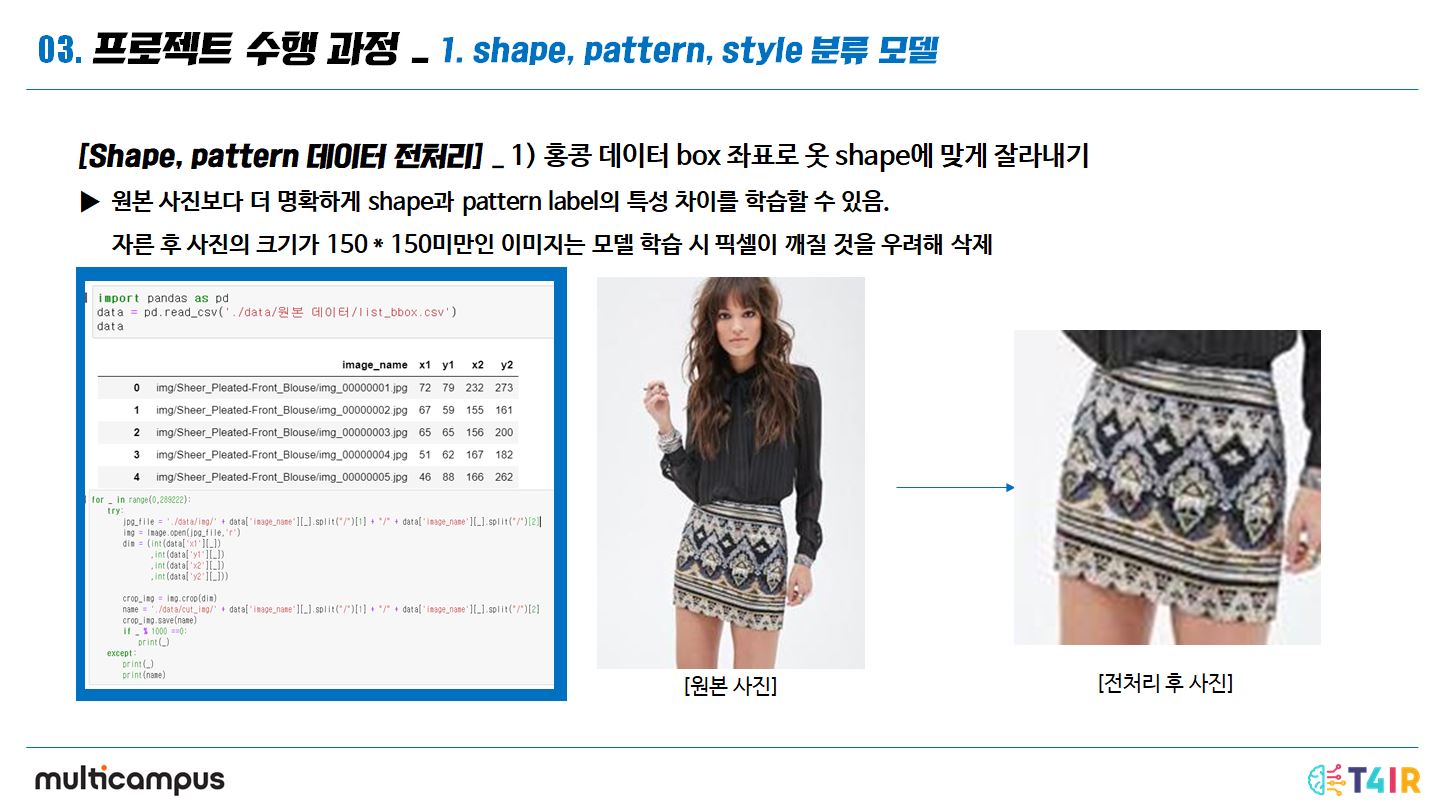 03. 프로젝트 수행 과정 _ 1. shape, pattern, style 분류 모델
[Shape, pattern 데이터 전처리] _ 1) 홍콩 데이터 box 좌표로 옷 shape에 맞게 잘라내기
▶ 원본 사진보다 더 명확하게 shape과 pattern label의 특성 차이를 학습할 수 있음.
자른 후 사진의 크기가 150 * 150미만인 이미지는 모델 학습 시 픽셀이 깨질 것을 우려해 삭제
import pandas as pd
data = pd.read_csv('./data/원본 데이터/list_bbox.csv')
data
image_name x1 y1 x2 y2
0 img/Sheer_Pleated-Front_Blouse/img_00000001.jpg 72 79 232 273
1 img/Sheer_Pleated-Front_Blouse/img_00000002.jpg 67 59 155 161
2 img/Sheer_Pleated-Front_Blouse/img_00000003.jpg 65 65 156 200
3 img/Sheer_Pleated-Front_Blouse/img_00000004.jpg 51 62 167 182
4 img/Sheer_Pleated-Front_Blouse/img_00000005.jpg 46 88 166 262
for _ in range(0,289222):
try:
jpg_file = './data/img/' + data['image_name'][_].split("/")[1] + "/" + data['image_name'][_].split("/")[2]
img = Image.open(jpg_file,'r')
dim = (int(data['x1'][_])
,int(data['y1'][_])
,int(data['x2'][_])
,int(data['y2'][_]))
crop_img = img.crop(dim)
name = './data/cut_img/' + data['image_name'][_].split("/")[1] + "/" + data['image_name'][_].split("/")[2]
crop_img.save(name)
if _ % 1000 ==0:
print(_)
except:
print(_)
print(name)
[원본 사진]
[전처리 후 사진]
multicampus
T4IR